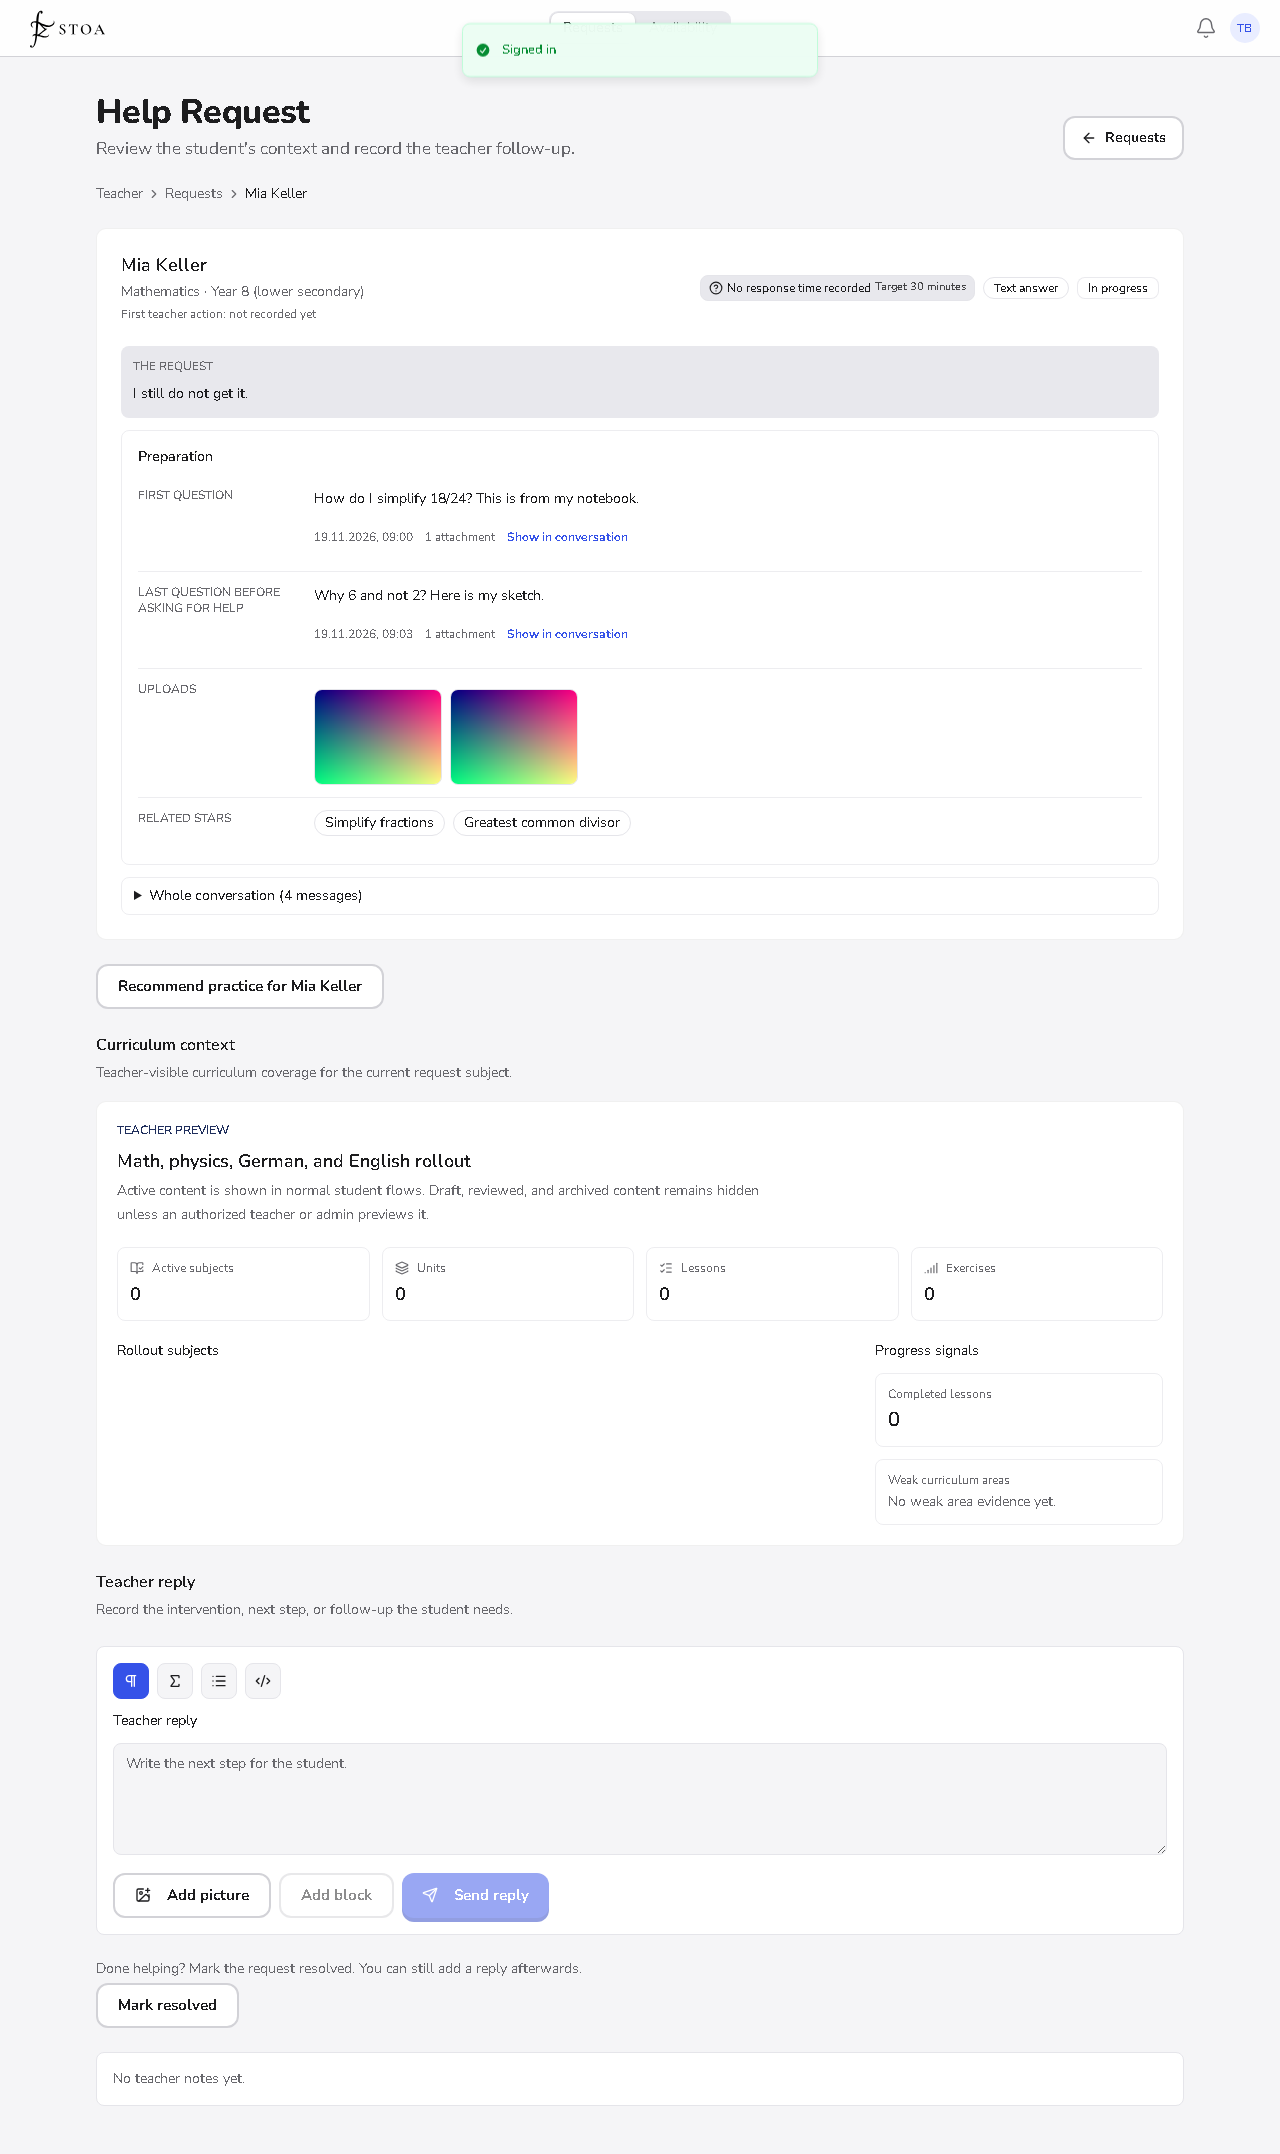 STOA
Signed in
TB
Help Request
Review the student's context and record the teacher follow-up.
Requests
Teacher > Requests > Mia Keller
Mia Keller
Mathematics · Year 8 (lower secondary)
First teacher action: not recorded yet
No response time recorded Target 30 minutes
Text answer
In progress
THE REQUEST
I still do not get it.
Preparation
FIRST QUESTION
How do I simplify 18/24? This is from my notebook.
19.11.2026, 09:00 1 attachment Show in conversation
LAST QUESTION BEFORE
ASKING FOR HELP
Why 6 and not 2? Here is my sketch.
19.11.2026, 09:03 1 attachment Show in conversation
UPLOADS
RELATED STARS
Simplify fractions
Greatest common divisor
Whole conversation (4 messages)
Recommend practice for Mia Keller
Curriculum context
Teacher-visible curriculum coverage for the current request subject.
TEACHER PREVIEW
Math, physics, German, and English rollout
Active content is shown in normal student flows. Draft, reviewed, and archived content remains hidden
unless an authorized teacher or admin previews it.
Active subjects
0
Units
0
Lessons
0
Exercises
0
Rollout subjects
Progress signals
Completed lessons
0
Weak curriculum areas
No weak area evidence yet.
Teacher reply
Record the intervention, next step, or follow-up the student needs.
Teacher reply
Write the next step for the student.
Add picture
Add block
Send reply
Done helping? Mark the request resolved. You can still add a reply afterwards.
Mark resolved
No teacher notes yet.